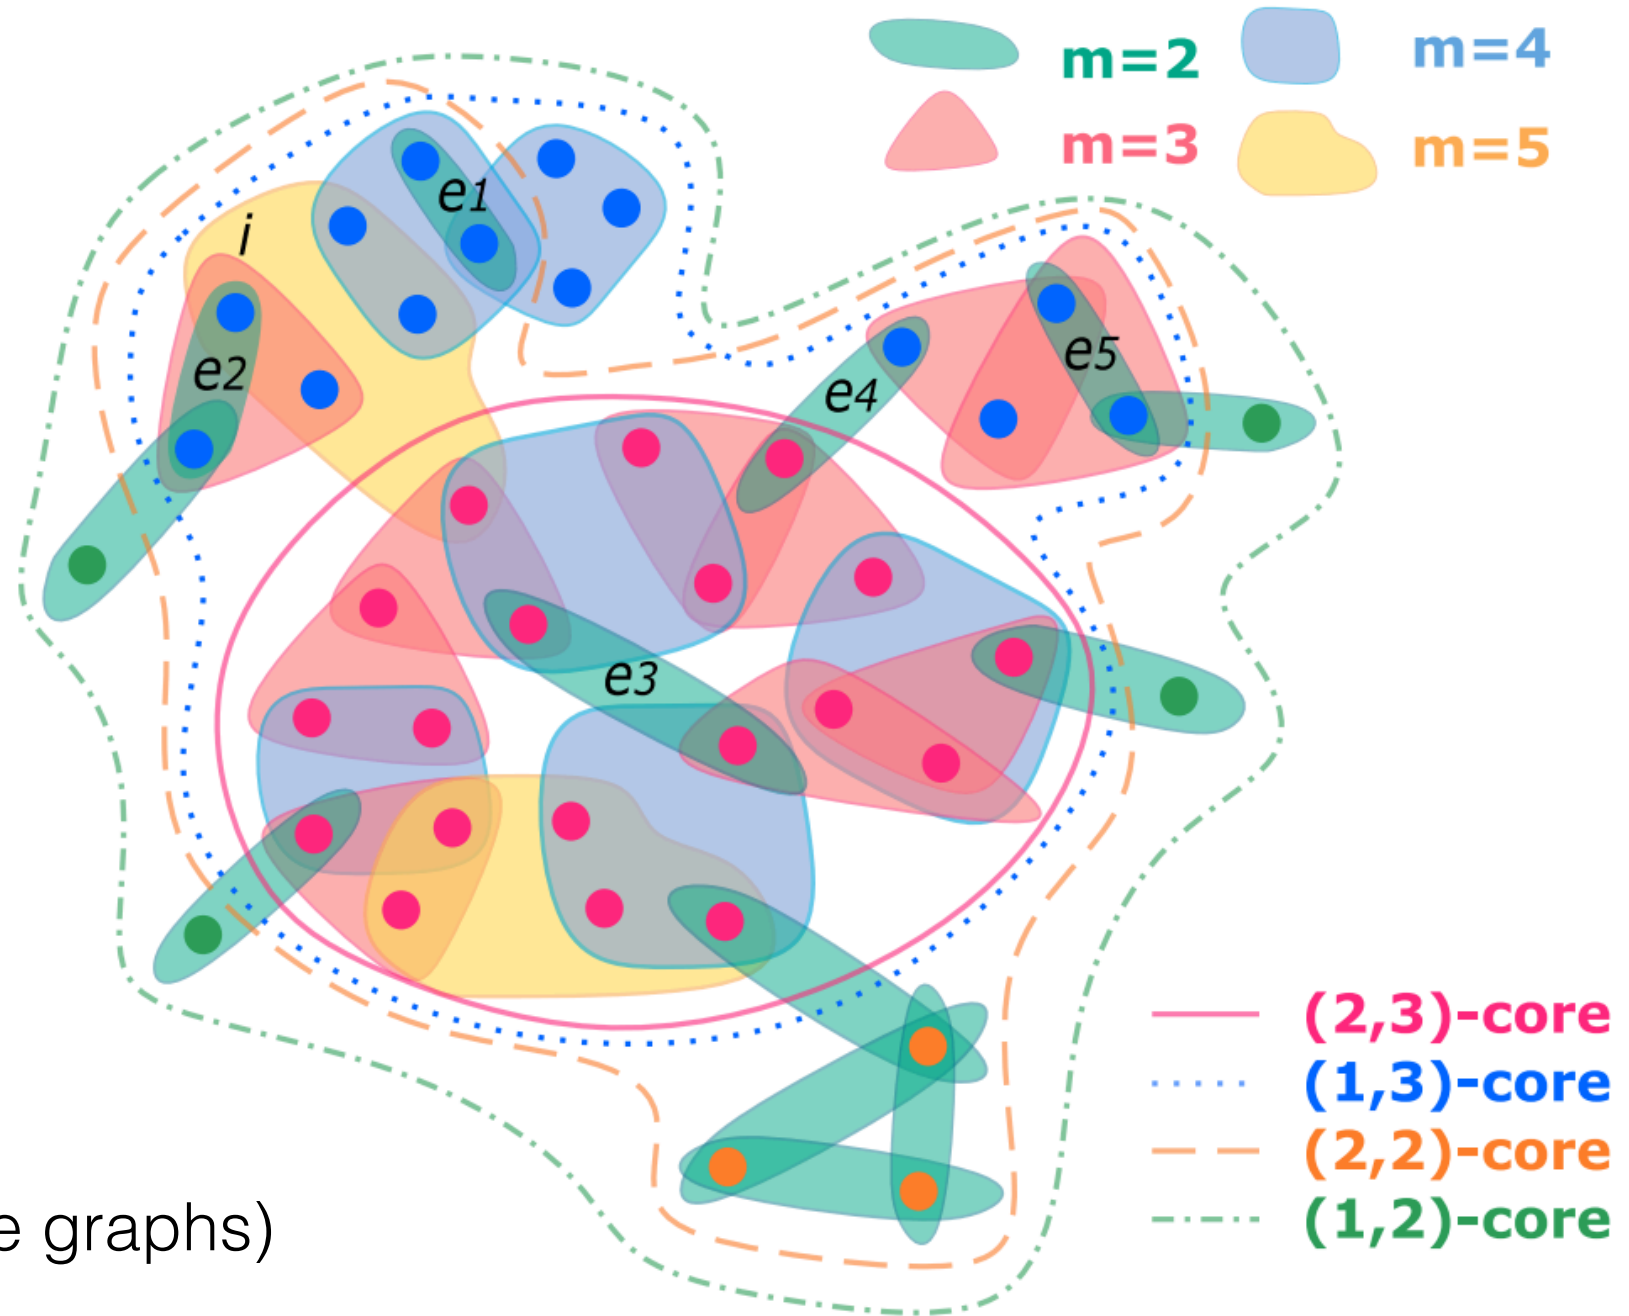 m=2
m=4
m=3
m=5
e1
i
e2
e5
e4
e3
(2,3)-core
(1,3)-core
(2,2)-core
(1,2)-core
e graphs)